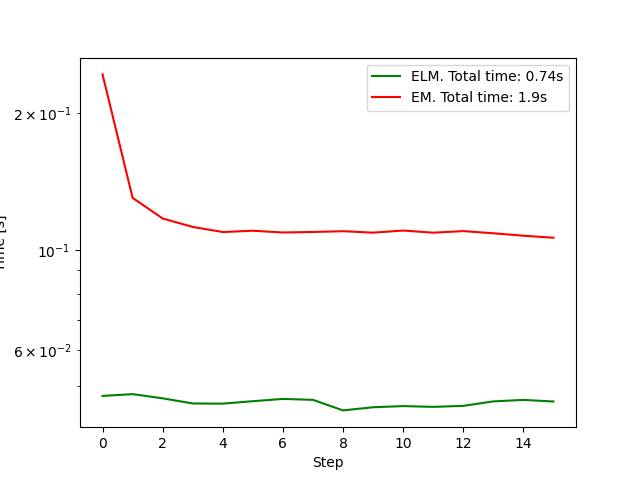 ELM. Total time: 0.74s
EM. Total time: 1.9s
2 × 10⁻¹
10⁻¹
6 × 10⁻²
Time [s]
0 2 4 6 8 10 12 14
Step